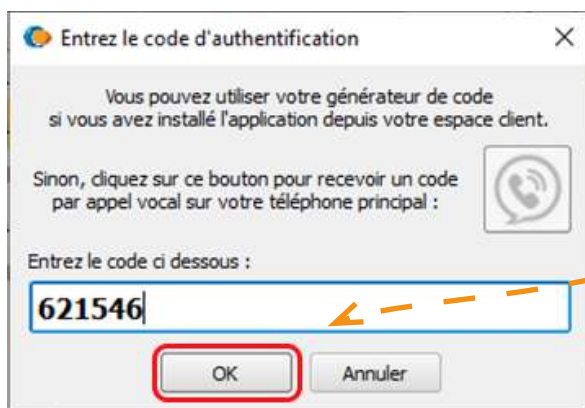 Entrez le code d'authentification
Vous pouvez utiliser votre générateur de code
si vous avez installé l'application depuis votre espace client.
Sinon, cliquez sur ce bouton pour recevoir un code
par appel vocal sur votre téléphone principal :
Entrez le code ci dessous :
621546
OK
Annuler